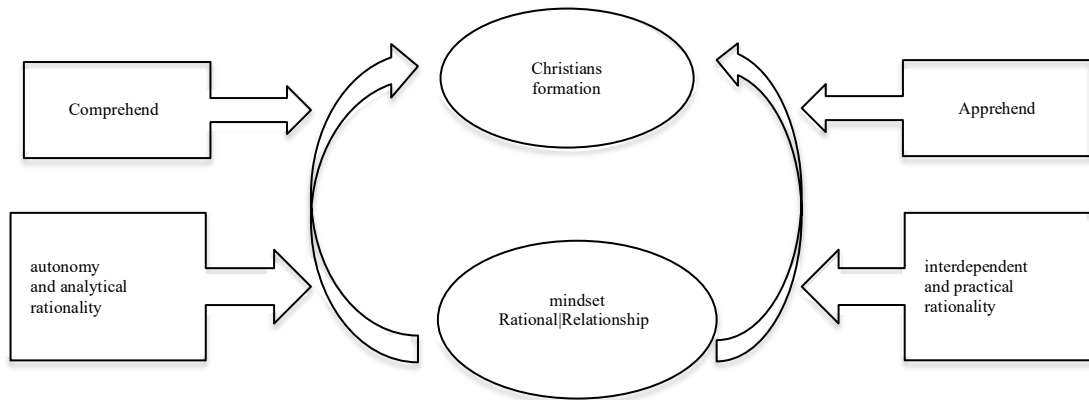 Christians
formation
Comprehend
Apprehend
autonomy
and analytical
rationality
mindset
Rational|Relationship
interdependent
and practical
rationality